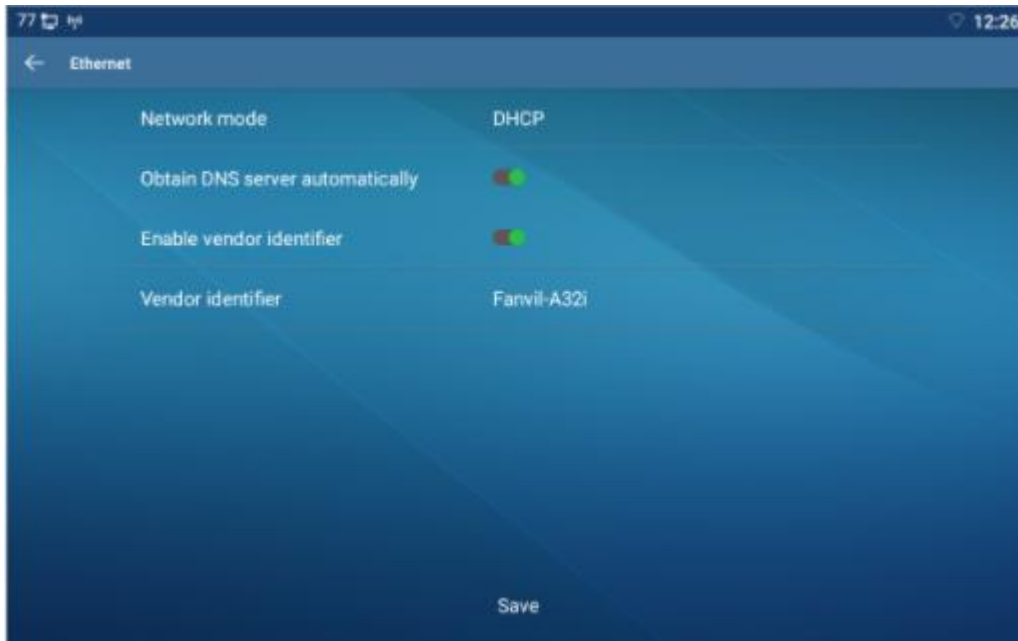 77 12:26
Ethernet
Network mode DHCP
Obtain DNS server automatically
Enable vendor identifier
Vendor identifier Fanvil-A32i
Save